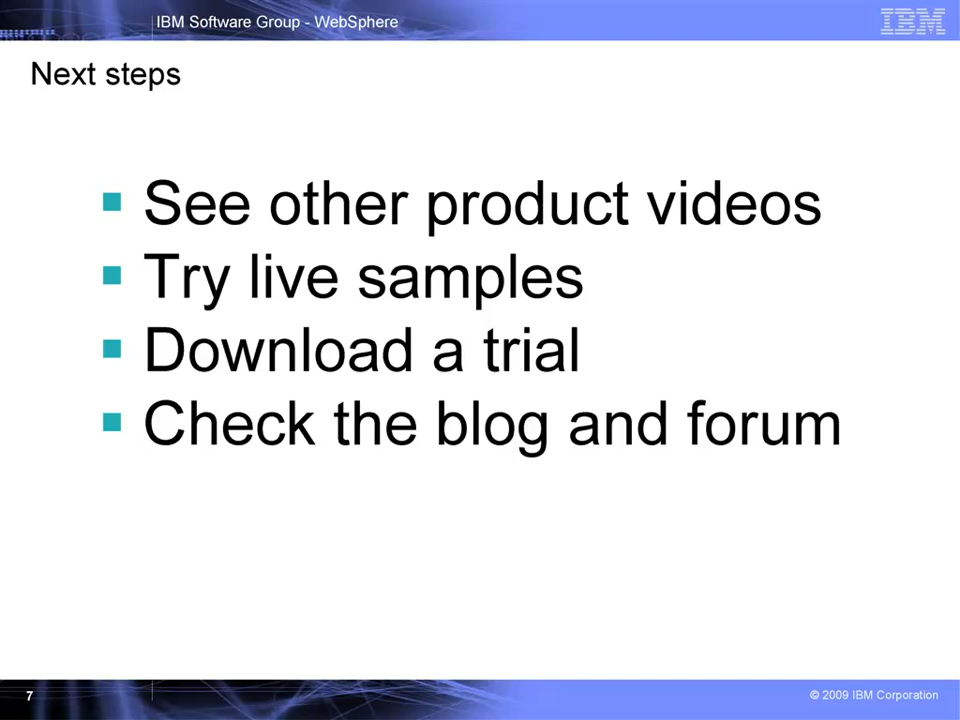 IBM Software Group - WebSphere
IBM
Next steps
See other product videos
Try live samples
Download a trial
Check the blog and forum
7
© 2009 IBM Corporation